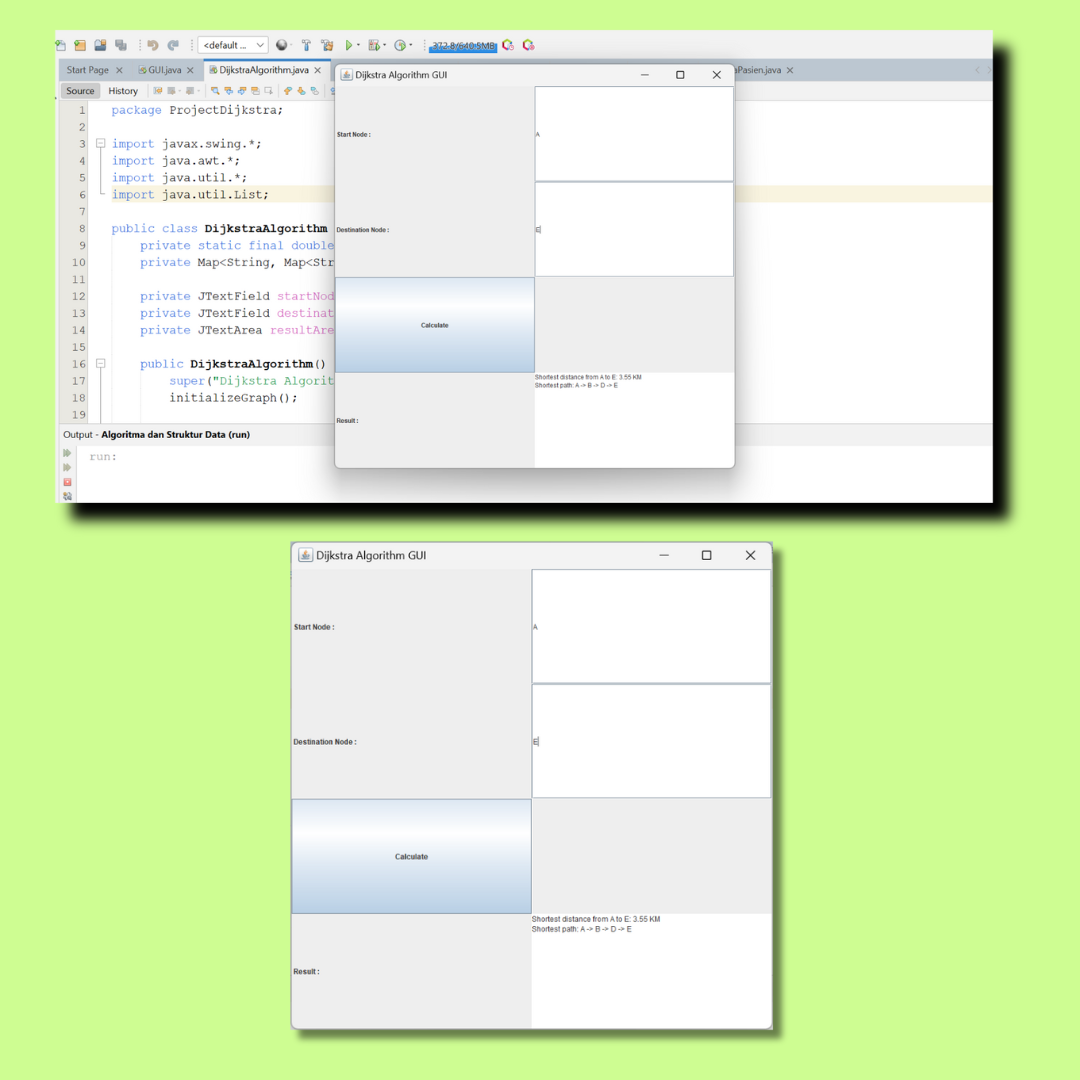 <default ...
372.8/640.5MB
Start Page
GUI.java
DijkstraAlgorithm.java
aPasien.java
Source
History
1 package ProjectDijkstra;
2
3 import javax.swing.*;
4 import java.awt.*;
5 import java.util.*;
6 import java.util.List;
7
8 public class DijkstraAlgorithm
9 private static final double
10 private Map<String, Map<Str
11
12 private JTextField startNod
13 private JTextField destinat
14 private JTextArea resultAre
15
16 public DijkstraAlgorithm()
17 super("Dijkstra Algorit
18 initializeGraph();
19
Output - Algoritma dan Struktur Data (run)
run:
Dijkstra Algorithm GUI
Start Node :
A
Destination Node :
E
Calculate
Shortest distance from A to E: 3.55 KM
Shortest path: A -> B -> D -> E
Result :
Dijkstra Algorithm GUI
Start Node :
A
Destination Node :
E
Calculate
Shortest distance from A to E: 3.55 KM
Shortest path: A -> B -> D -> E
Result :